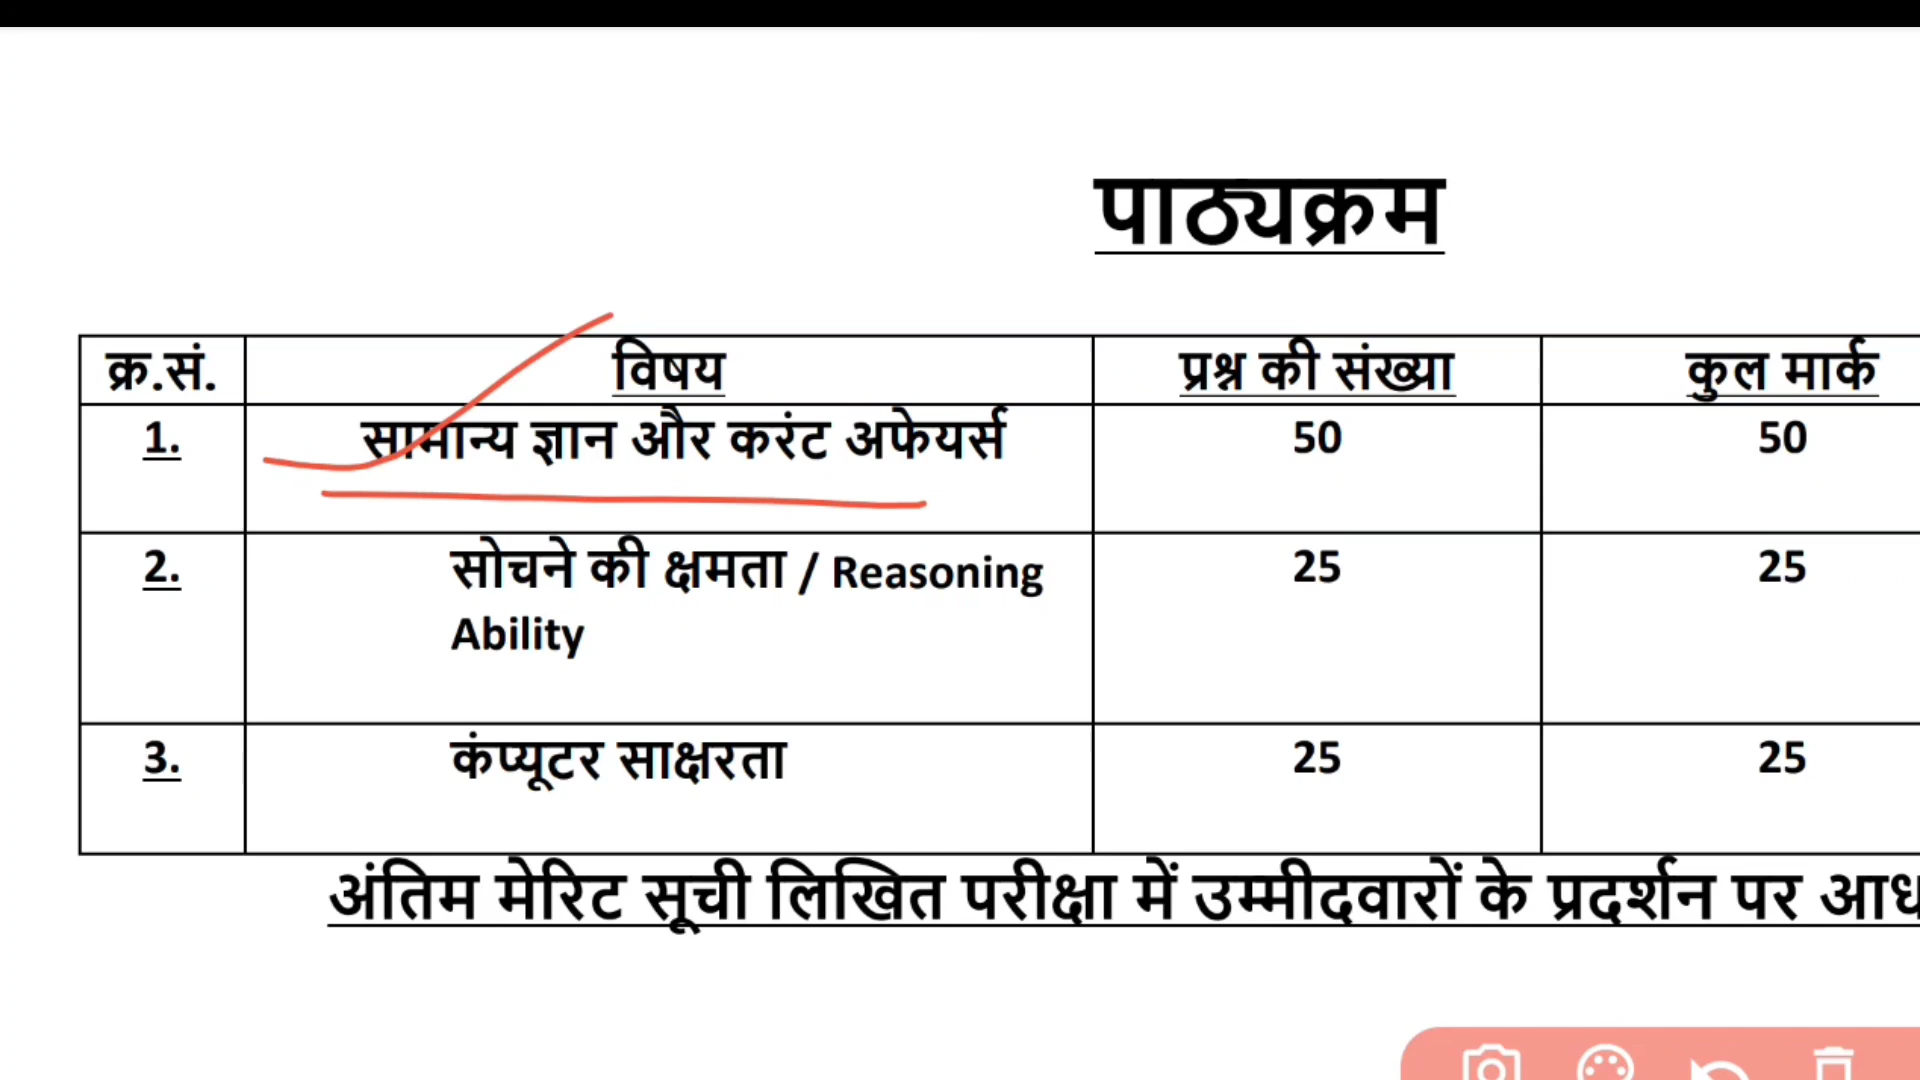 पाठ्यक्रम
क्र.सं. विषय प्रश्न की संख्या कुल मार्क
1. सामान्य ज्ञान और करंट अफेयर्स 50 50
2. सोचने की क्षमता / Reasoning 25 25
Ability
3. कंप्यूटर साक्षरता 25 25
अंतिम मेरिट सूची लिखित परीक्षा में उम्मीदवारों के प्रदर्शन पर